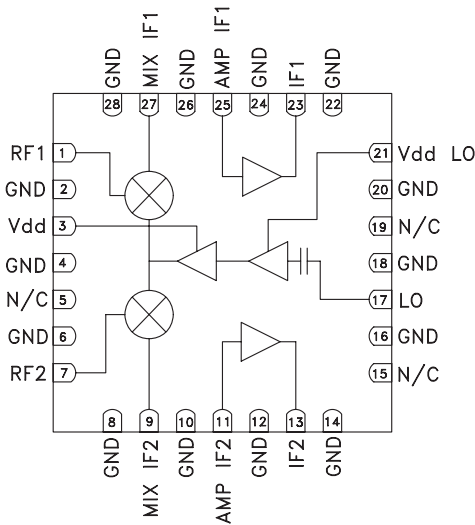 GND
MIX IF1
GND
AMP IF1
GND
IF1
GND
28
27
26
25
24
23
22
RF1
1
GND
2
Vdd
3
GND
4
N/C
5
GND
6
RF2
7
21
Vdd LO
20
GND
19
N/C
18
GND
17
LO
16
GND
15
N/C
8
9
10
11
12
13
14
GND
MIX IF2
GND
AMP IF2
GND
IF2
GND